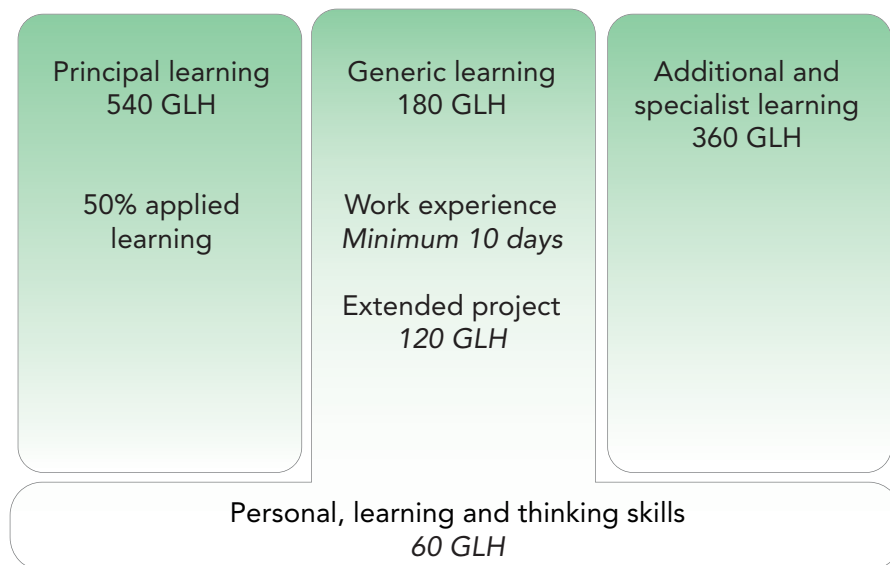 Principal learning
540 GLH
50% applied
learning
Generic learning
180 GLH
Work experience
Minimum 10 days
Extended project
120 GLH
Additional and
specialist learning
360 GLH
Personal, learning and thinking skills
60 GLH